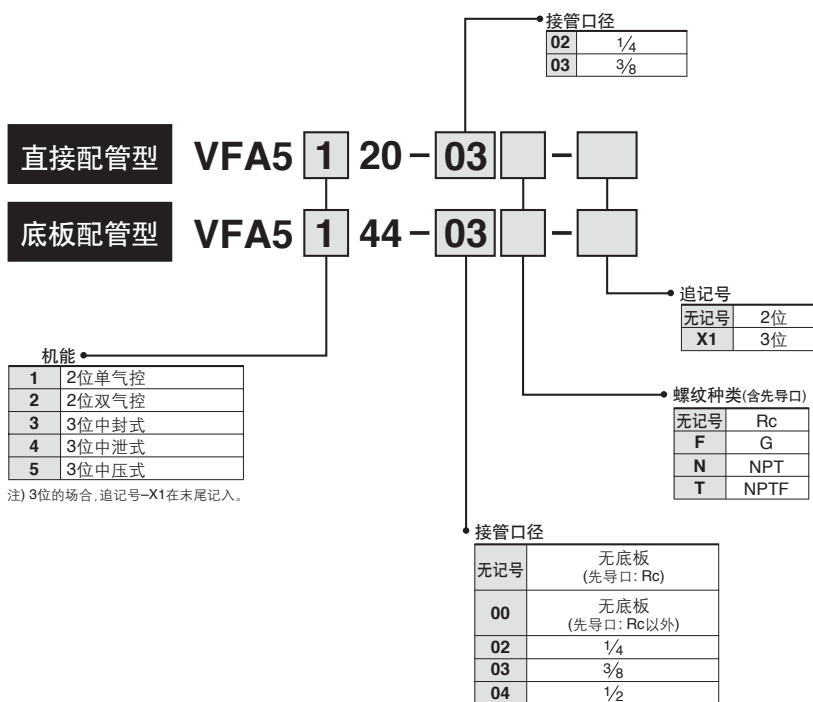 接管口径
02 1/4
03 3/8
直接配管型 VFA5 1 20-03 -
底板配管型 VFA5 1 44-03 -
追记号
无记号 2位
X1 3位
机能
1 2位单气控
2 2位双气控
3 3位中封式
4 3位中泄式
5 3位中压式
注) 3位的场合,追记号–X1在末尾记入。
螺纹种类(含先导口)
无记号 Rc
F G
N NPT
T NPTF
接管口径
无记号 无底板
(先导口: Rc)
00 无底板
(先导口: Rc以外)
02 1/4
03 3/8
04 1/2